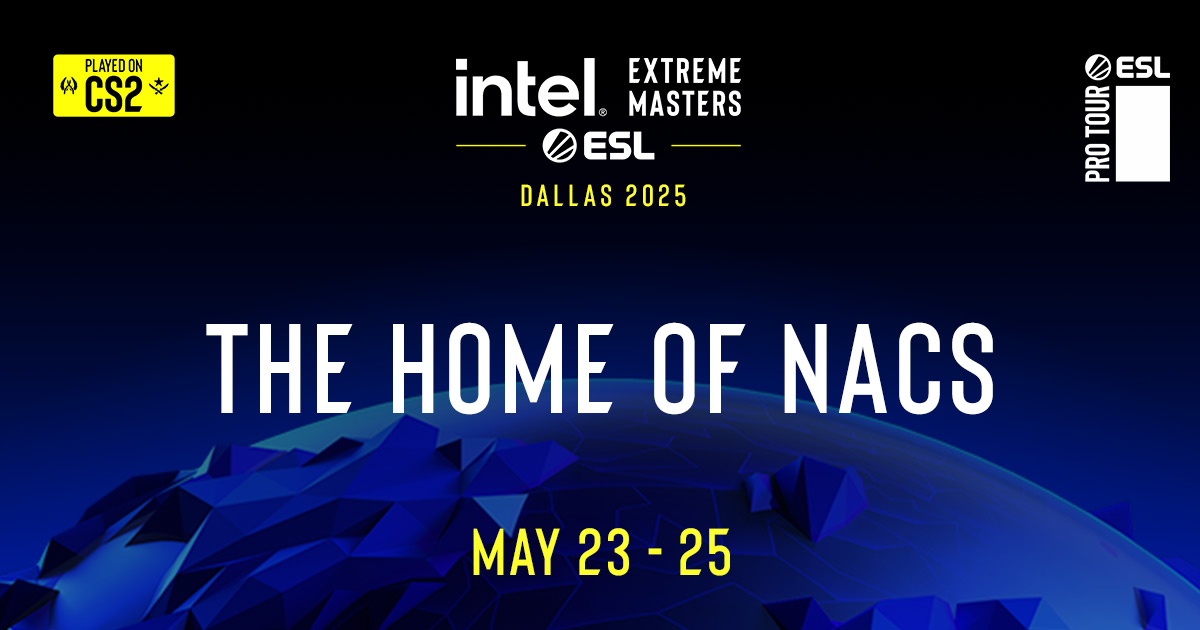 PLAYED ON
CS2
intel®
EXTREME
MASTERS
ESL
DALLAS 2025
ESL
PRO TOUR
THE HOME OF NACS
MAY 23 - 25